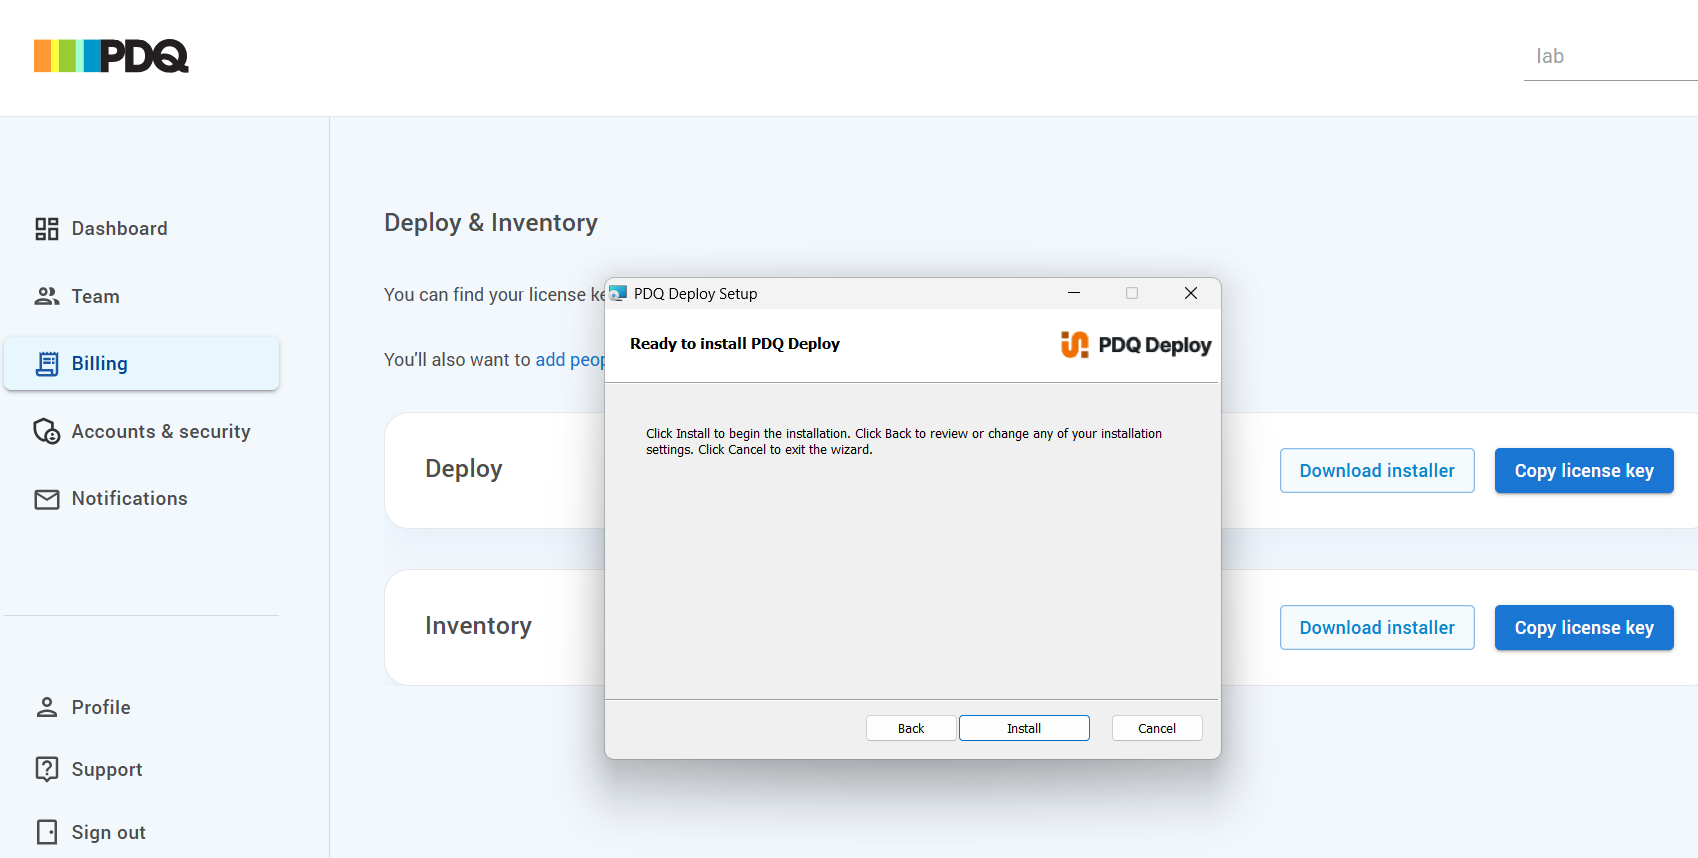 PDQ
lab
Dashboard
Team
Billing
Accounts & security
Notifications
Profile
Support
Sign out
Deploy & Inventory
You can find your license ke
You'll also want to add peop
Deploy
Download installer
Copy license key
Inventory
Download installer
Copy license key
PDQ Deploy Setup
Ready to install PDQ Deploy
PDQ Deploy
Click Install to begin the installation. Click Back to review or change any of your installation
settings. Click Cancel to exit the wizard.
Back
Install
Cancel